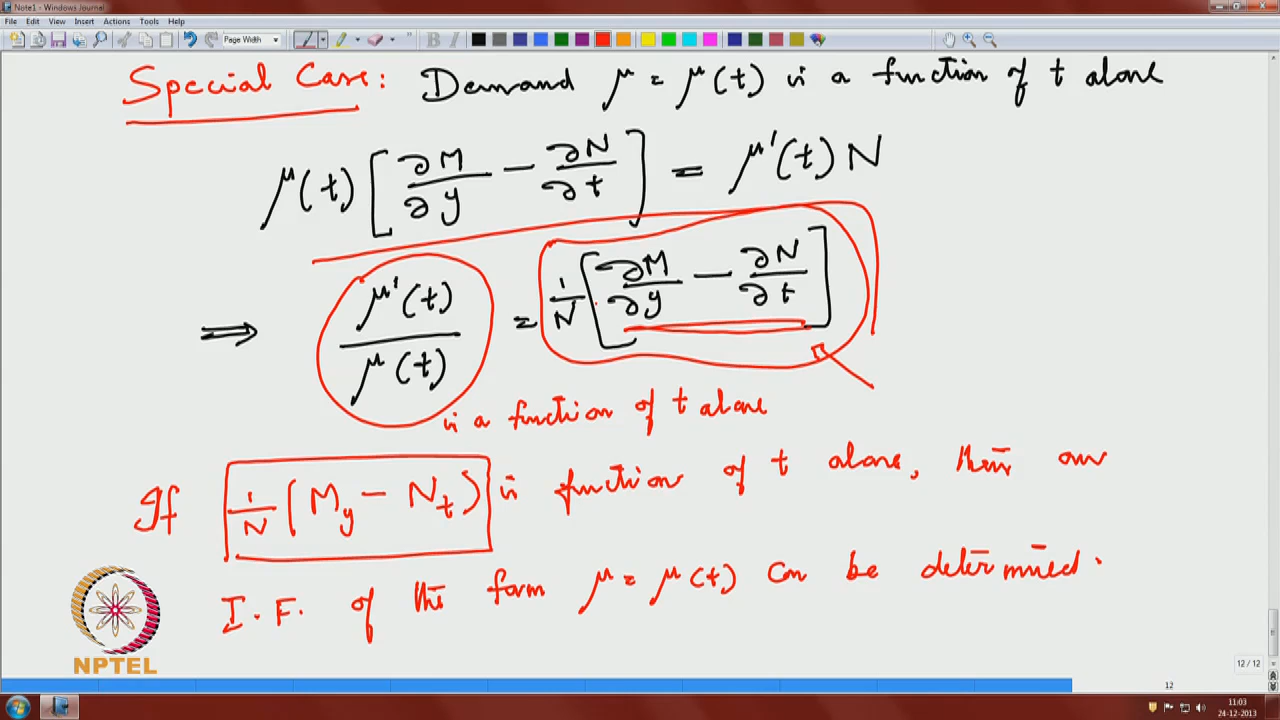 Note1 - Windows Journal
File Edit View Insert Actions Tools Help
Page Width
Special Case: Demand μ = μ(t) is a function of t alone
μ(t) [∂M/∂y − ∂N/∂t] = μ'(t) N
⟹ μ'(t)/μ(t) = 1/N [∂M/∂y − ∂N/∂t]
is a function of t alone
If 1/N (M_y − N_t) is function of t alone, then an
I.F. of the form μ = μ(t) can be determined.
NPTEL
12 / 12
12
11:03
24-12-2013